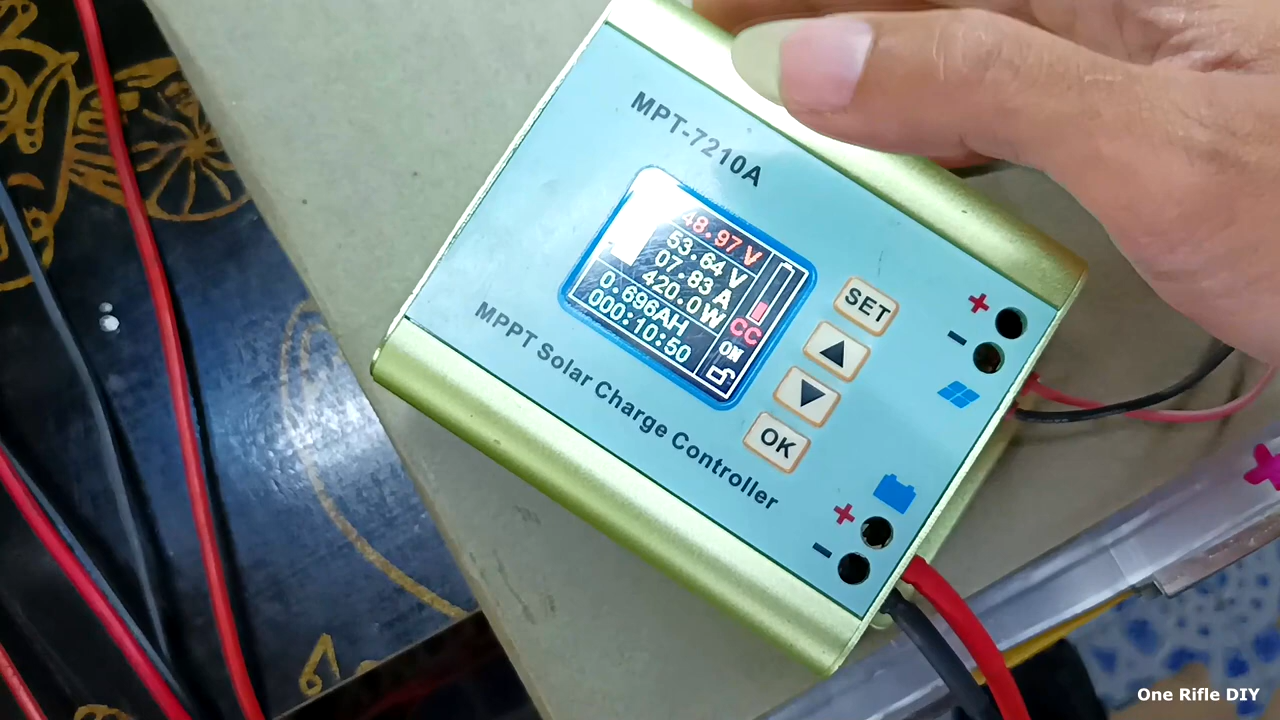 MPT-7210A
48.97 V
53.64 V
07.83 A
420.0W
0.696AH
000:10:50
CC
ON
SET
OK
+
-
+
-
MPPT Solar Charge Controller
+
One Rifle DIY